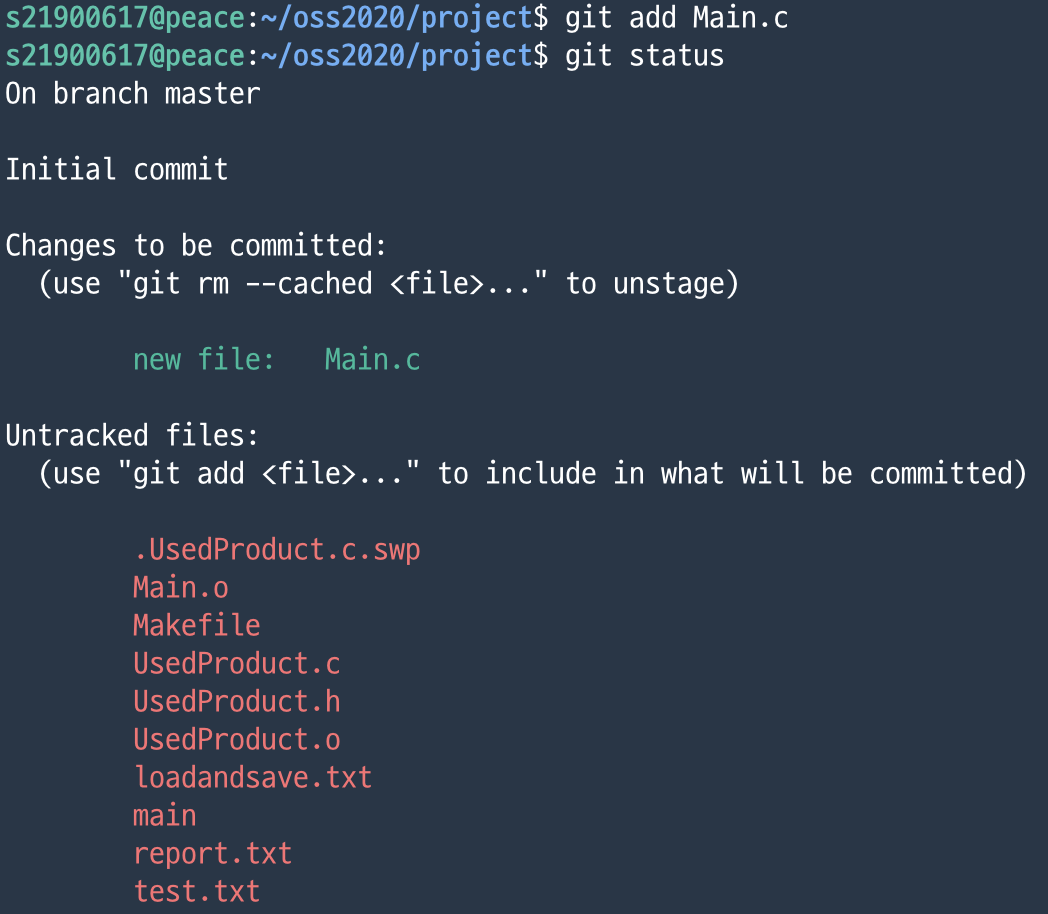 s21900617@peace:~/oss2020/project$ git add Main.c
s21900617@peace:~/oss2020/project$ git status
On branch master
Initial commit
Changes to be committed:
  (use "git rm --cached <file>..." to unstage)
        new file:   Main.c
Untracked files:
  (use "git add <file>..." to include in what will be committed)
        .UsedProduct.c.swp
        Main.o
        Makefile
        UsedProduct.c
        UsedProduct.h
        UsedProduct.o
        loadandsave.txt
        main
        report.txt
        test.txt